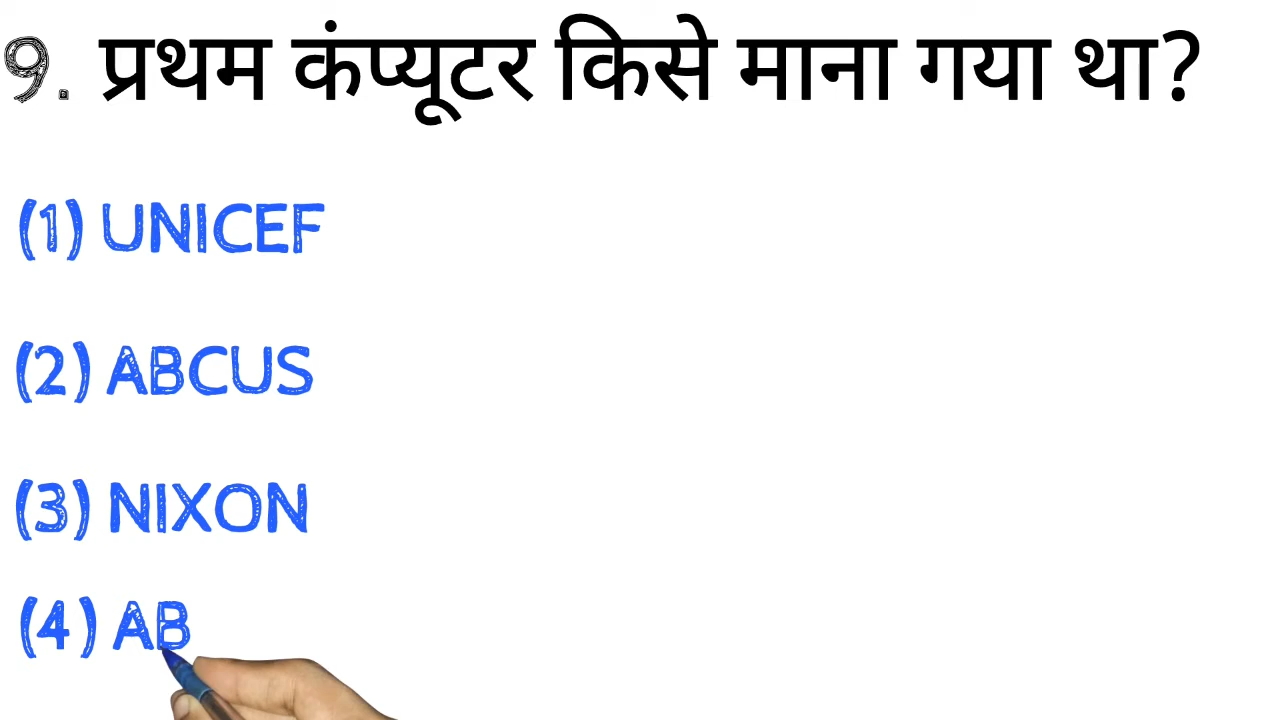 9. प्रथम कंप्यूटर किसे माना गया था?
(1) UNICEF
(2) ABCUS
(3) NIXON
(4) AB